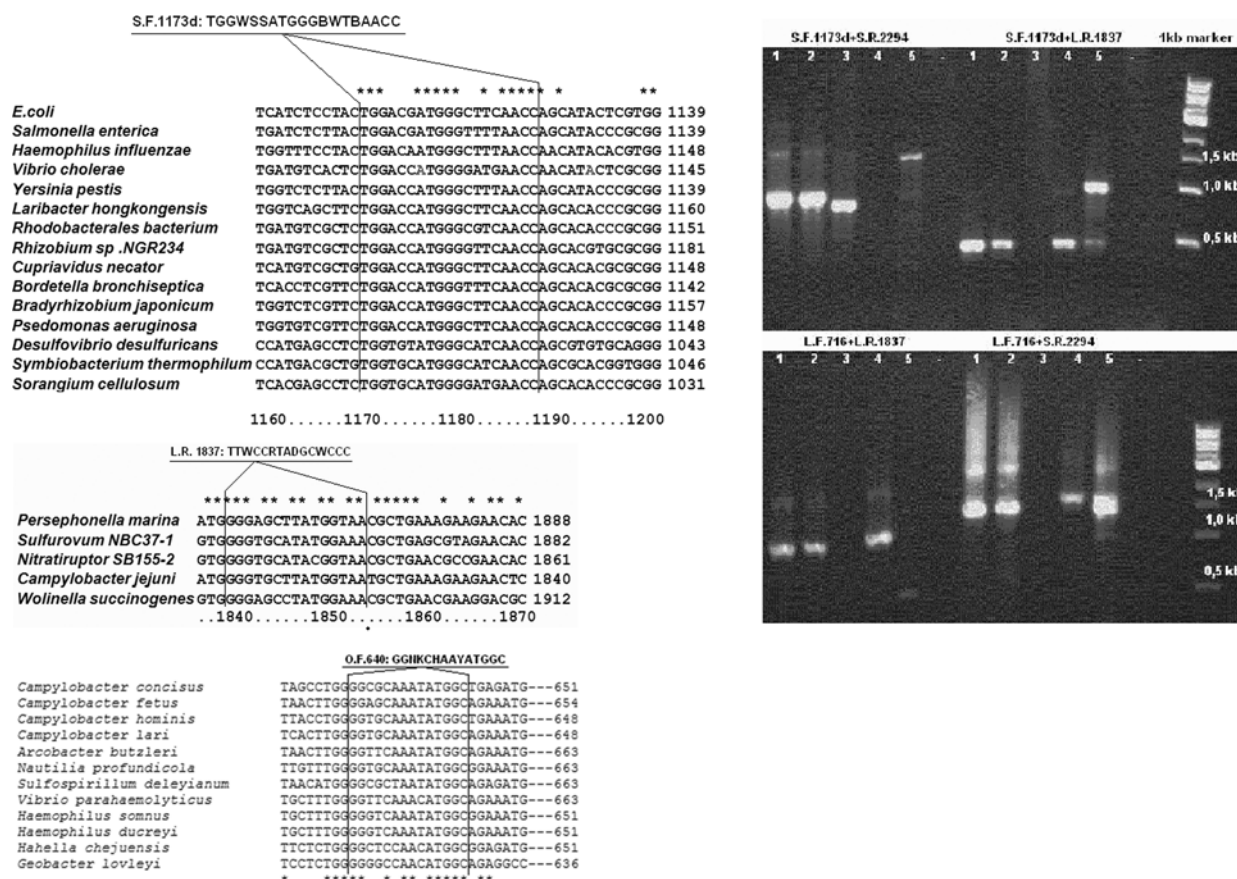 S.F.1173d: TGGWSSATGGGBWTBAACC
*** ***** * ***** * **
E.coli TCATCTCCTACTGGACGATGGGCTTCAACCAGCATACTCGTGG 1139
Salmonella enterica TGATCTCTTACTGGACGATGGGTTTTAACCAGCATACCCGCGG 1139
Haemophilus influenzae TGGTTTCCTACTGGACAATGGGCTTTAACCAACATACACGTGG 1148
Vibrio cholerae TGATGTCACTCTGGACCATGGGGATGAACCAACATACTCGCGG 1145
Yersinia pestis TGGTCTCTTACTGGACCATGGGCTTTAACCAGCATACCCGCGG 1139
Laribacter hongkongensis TGGTCAGCTTCTGGACCATGGGCTTCAACCAGCACACCCGCGG 1160
Rhodobacterales bacterium TGATGTCGCTCTGGACCATGGGCGTCAACCAGCACACCCGCGG 1151
Rhizobium sp .NGR234 TGATGTCGCTCTGGACCATGGGCGTCAACCAGCACGTGCGCGG 1181
Cupriavidus necator TCATGTCGCTGTGGACCATGGGCTTCAACCAGCACACGCGCGG 1148
Bordetella bronchiseptica TCACCTCGTTCTGGACCATGGGTTTCAACCAGCACACGCGCGG 1142
Bradyrhizobium japonicum TGGTCTCGTTCTGGACCATGGGCTTCAACCAGCACACCCGCGG 1157
Psedomonas aeruginosa TGGTGTCGTTCTGGACCATGGGCTTCAACCAGCACACCCGCGG 1148
Desulfovibrio desulfuricans CCATGAGCCTCTGGTGTATGGGCATCAACCAGCGTGTGCAGGG 1043
Symbiobacterium thermophilum CCATGACGCTCTGGTGCATGGGCATCAACCAGCGCACGGTGGG 1046
Sorangium cellulosum TCACGAGCCTCTGGTGCATGGGGATGAACCAGCACACCCGCGG 1031
1160......1170......1180......1190......1200
L.R. 1837: TTWCCRTADGCWCCC
***** ** ** ** ** ***** * * ** *
Persephonella marina ATGGGGAGCTTATGGTAACGCTGAAAGAAGAACAC 1888
Sulfurovum NBC37-1 GTGGGGTGCATATGGAAACGCTGAGCGTAGAACAC 1882
Nitratiruptor SB155-2 GTGGGGTGCATACGGTAACGCTGAACGCCGAACAC 1861
Campylobacter jejuni ATGGGGTGCATATGGTAATGCTGAAAGAAGAACTC 1840
Wolinella succinogenes GTGGGGAGCCTATGGAAACGCTGAACGAAGGACGC 1912
..1840......1850......1860......1870
O.F.640: GGNKCHAAYATGGC
Campylobacter concisus TAGCCTGGGGCGCAAATATGGCTGAGATG---651
Campylobacter fetus TAACTTGGGGAGCAAATATGGCAGAAATG---654
Campylobacter hominis TTACCTGGGGTGCAAATATGGCTGAAATG---648
Campylobacter lari TCACTTGGGGTGCAAATATGGCAGAAATG---648
Arcobacter butzleri TAACTTGGGGTTCAAATATGGCAGAAATG---663
Nautilia profundicola TTGTTTGGGGTGCAAATATGGCGGAAATG---663
Sulfospirillum deleyianum TAACATGGGGCGCTAATATGGCAGAGATG---663
Vibrio parahaemolyticus TGCTTTGGGGTTCAAACATGGCAGAAATG---663
Haemophilus somnus TGCTTTGGGGGTCAAATATGGCGGAAATG---651
Haemophilus ducreyi TGCTTTGGGGGTCAAATATGGCAGAAATG---651
Hahella chejuensis TTCTCTGGGGCTCCAACATGGCGGAGATG---651
Geobacter lovleyi TCCTCTGGGGGGCCAACATGGCAGAGGCC---636
* ***** * ** ***** **
S.F.1173d+S.R.2294 S.F.1173d+L.R.1837 1kb marker
1 2 3 4 5 - 1 2 3 4 5 -
1,5 kb
1,0 kb
0,5 kb
L.F.716+L.R.1837 L.F.716+S.R.2294
1 2 3 4 5 - 1 2 3 4 5 -
1,5 kb
1,0 kb
0,5 kb